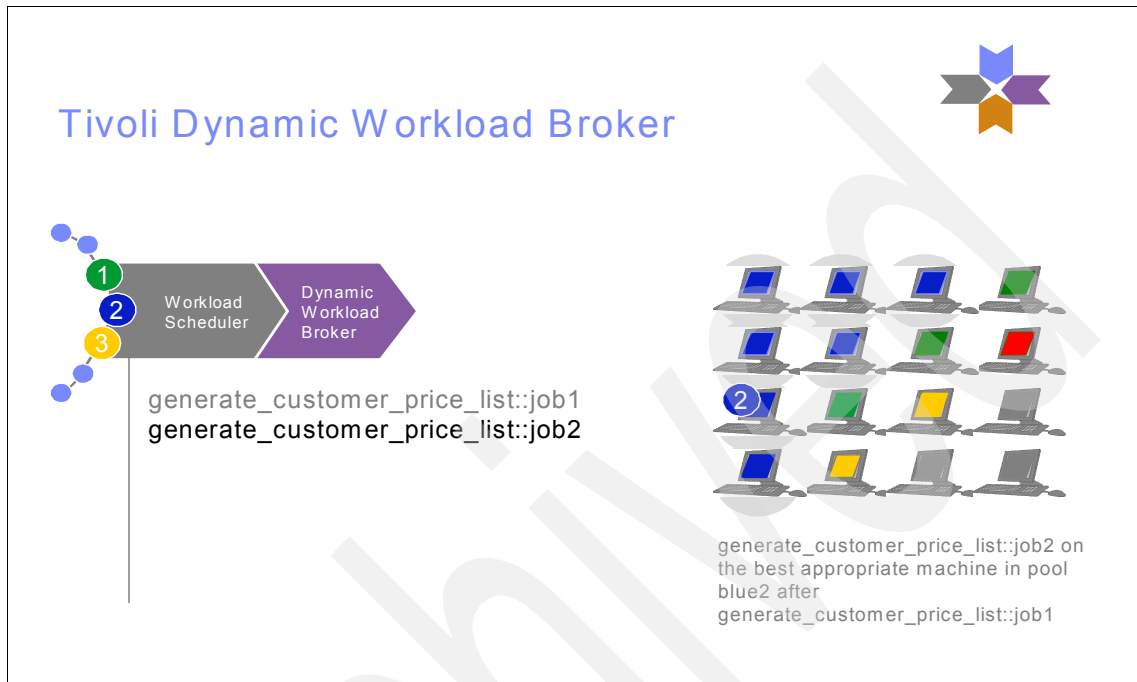 Tivoli Dynamic Workload Broker
1
2
3
Workload
Scheduler
Dynamic
Workload
Broker
generate_customer_price_list::job1
generate_customer_price_list::job2
2
generate_customer_price_list::job2 on
the best appropriate machine in pool
blue2 after
generate_customer_price_list::job1